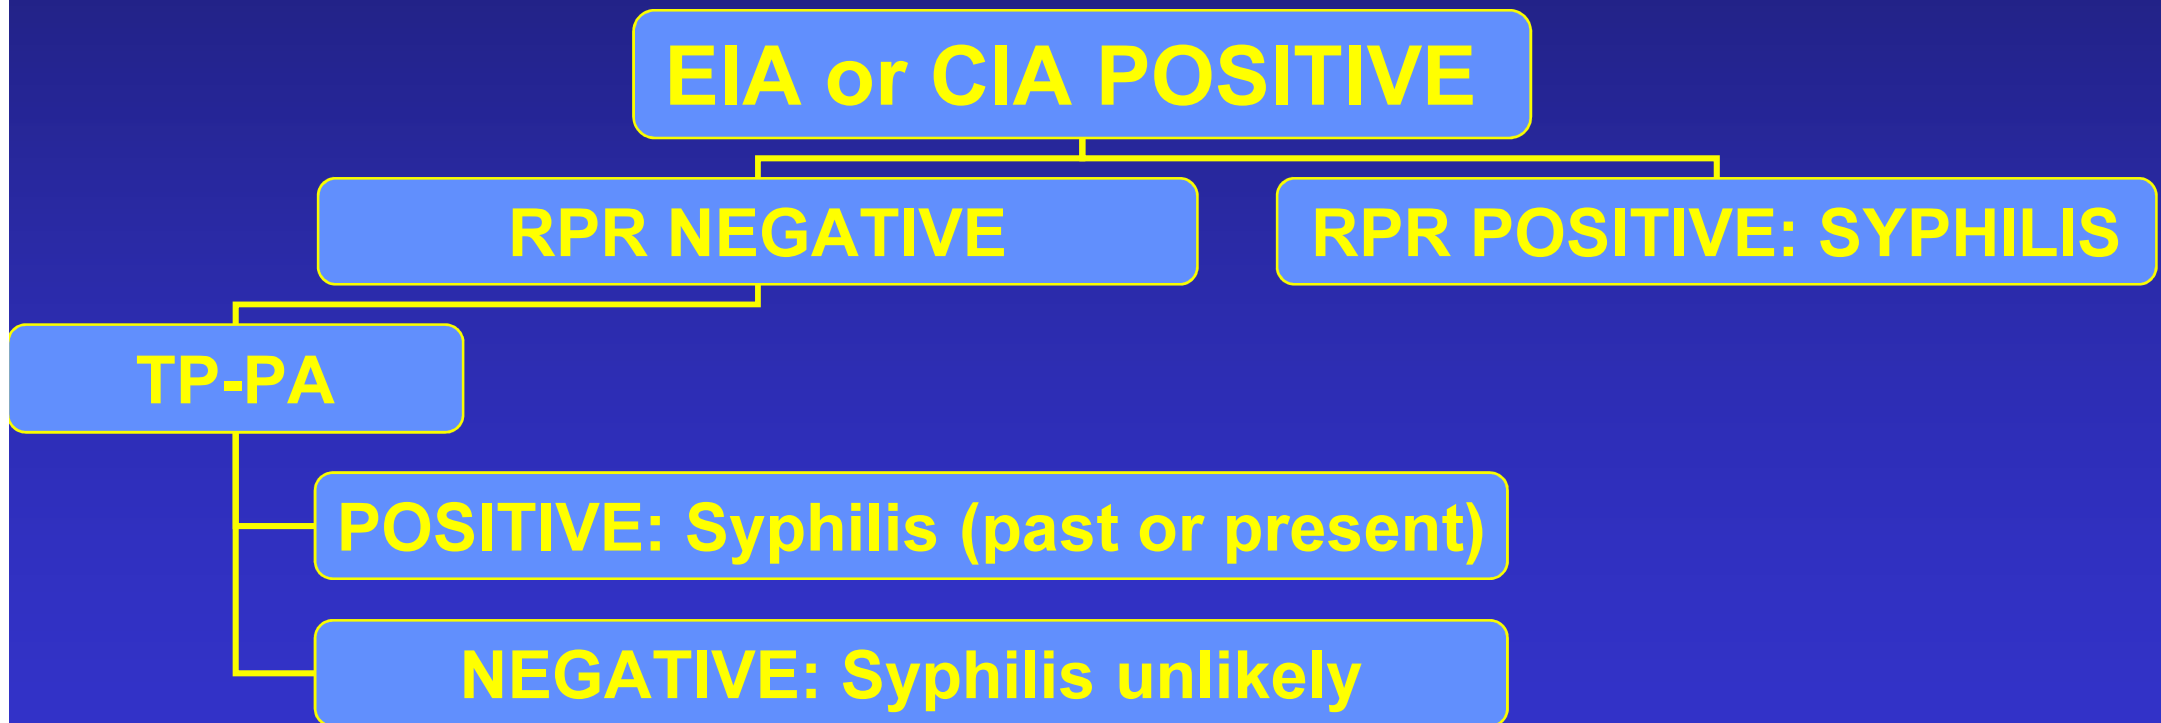 EIA or CIA POSITIVE
RPR NEGATIVE
RPR POSITIVE: SYPHILIS
TP-PA
POSITIVE: Syphilis (past or present)
NEGATIVE: Syphilis unlikely